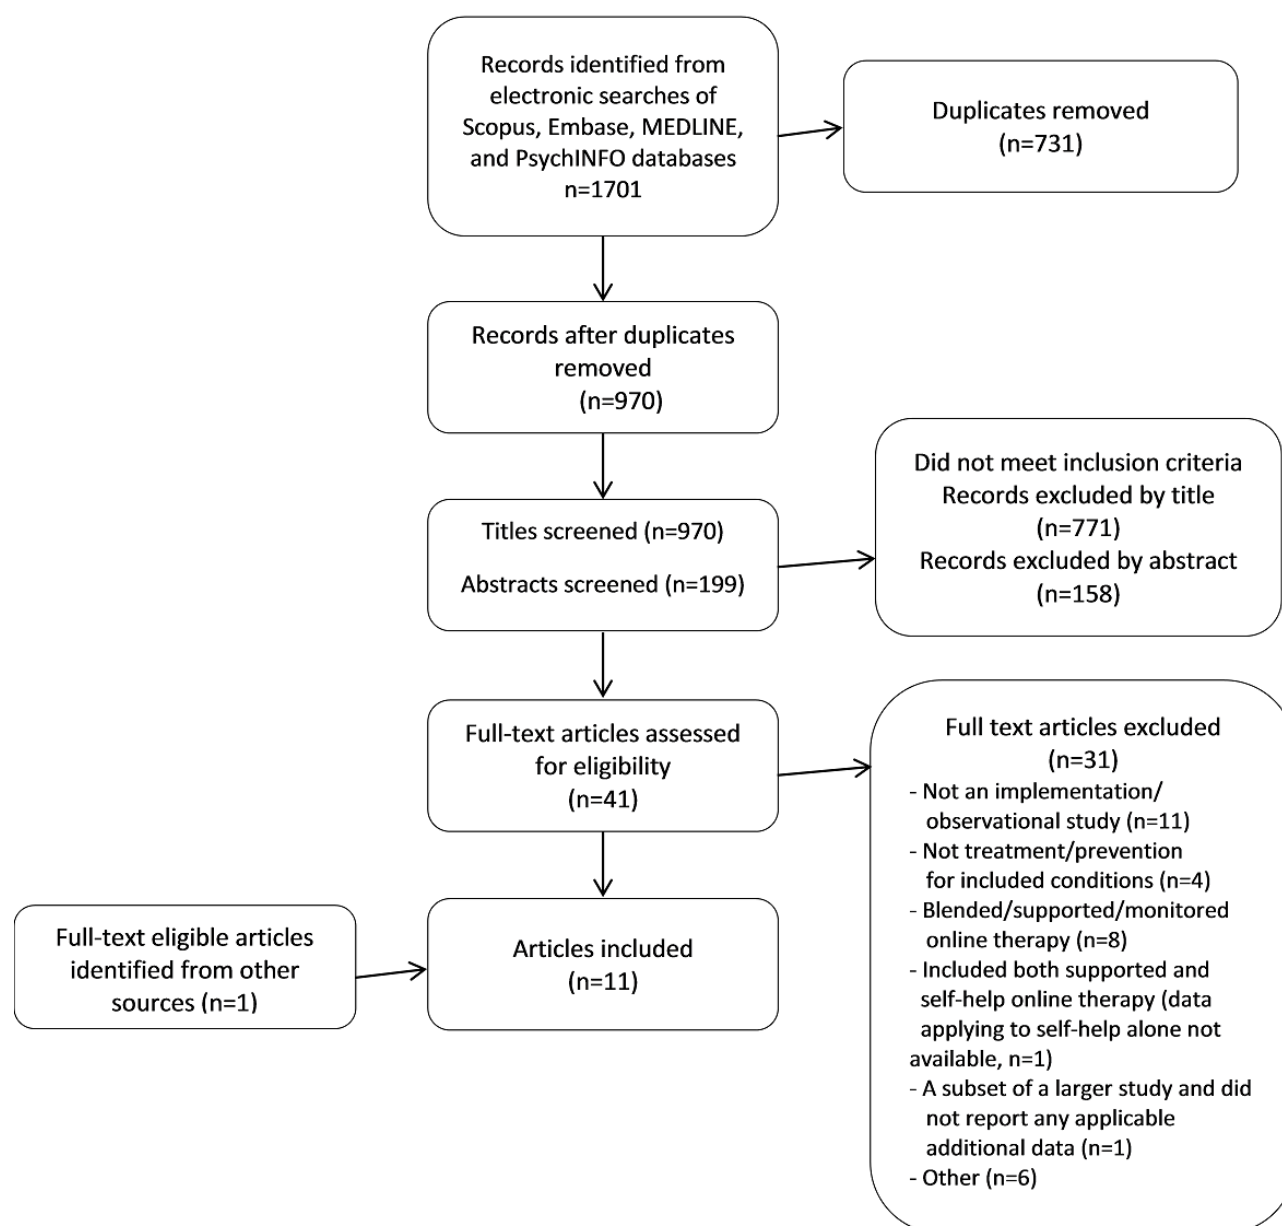 Records identified from
electronic searches of
Scopus, Embase, MEDLINE,
and PsychINFO databases
n=1701
Duplicates removed
(n=731)
Records after duplicates
removed
(n=970)
Titles screened (n=970)
Abstracts screened (n=199)
Did not meet inclusion criteria
Records excluded by title
(n=771)
Records excluded by abstract
(n=158)
Full-text articles assessed
for eligibility
(n=41)
Full text articles excluded
(n=31)
- Not an implementation/
observational study (n=11)
- Not treatment/prevention
for included conditions (n=4)
- Blended/supported/monitored
online therapy (n=8)
- Included both supported and
self-help online therapy (data
applying to self-help alone not
available, n=1)
- A subset of a larger study and did
not report any applicable
additional data (n=1)
- Other (n=6)
Full-text eligible articles
identified from other
sources (n=1)
Articles included
(n=11)